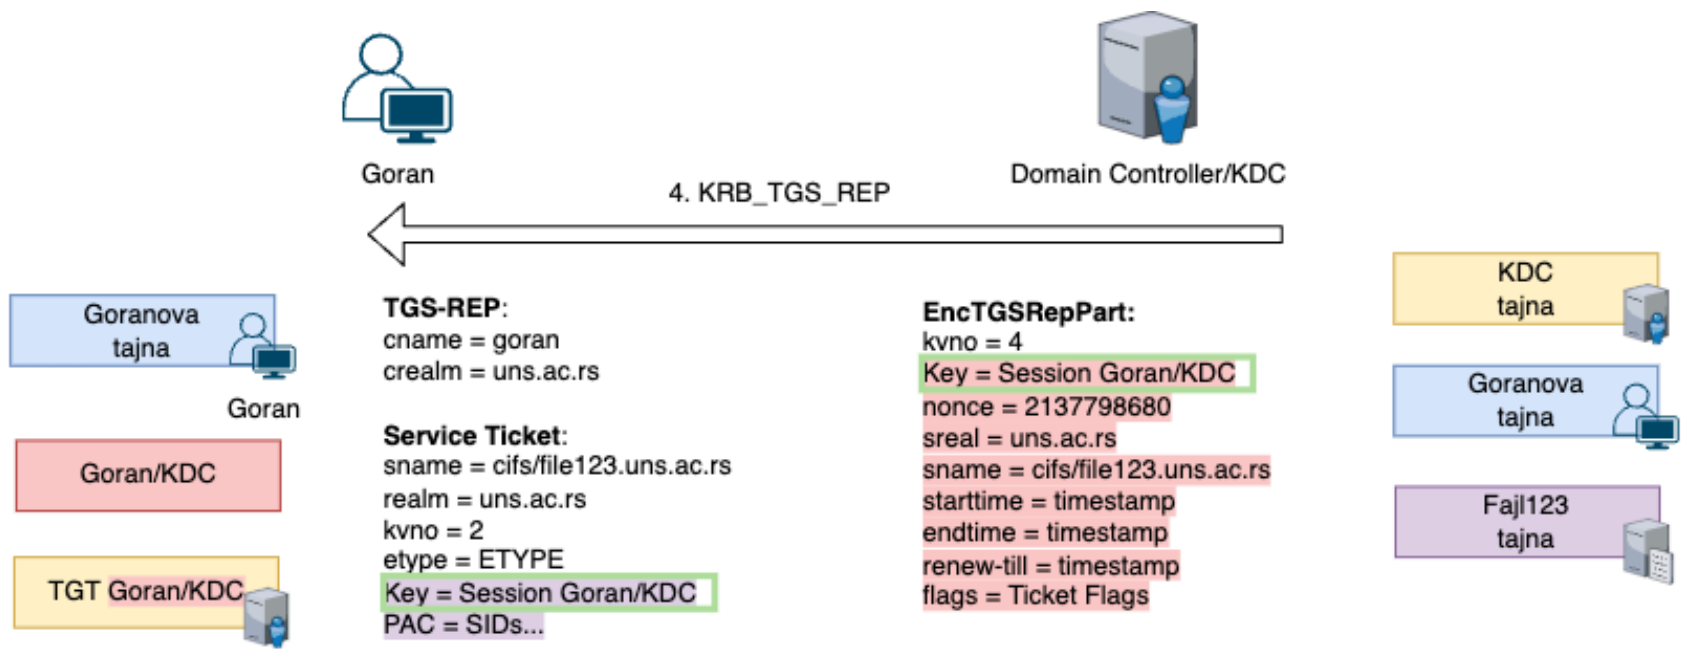 Goran
Domain Controller/KDC
4. KRB_TGS_REP
Goranova
tajna
Goran
Goran/KDC
TGT Goran/KDC
TGS-REP:
cname = goran
crealm = uns.ac.rs
Service Ticket:
sname = cifs/file123.uns.ac.rs
realm = uns.ac.rs
kvno = 2
etype = ETYPE
Key = Session Goran/KDC
PAC = SIDs...
EncTGSRepPart:
kvno = 4
Key = Session Goran/KDC
nonce = 2137798680
sreal = uns.ac.rs
sname = cifs/file123.uns.ac.rs
starttime = timestamp
endtime = timestamp
renew-till = timestamp
flags = Ticket Flags
KDC
tajna
Goranova
tajna
Fajl123
tajna